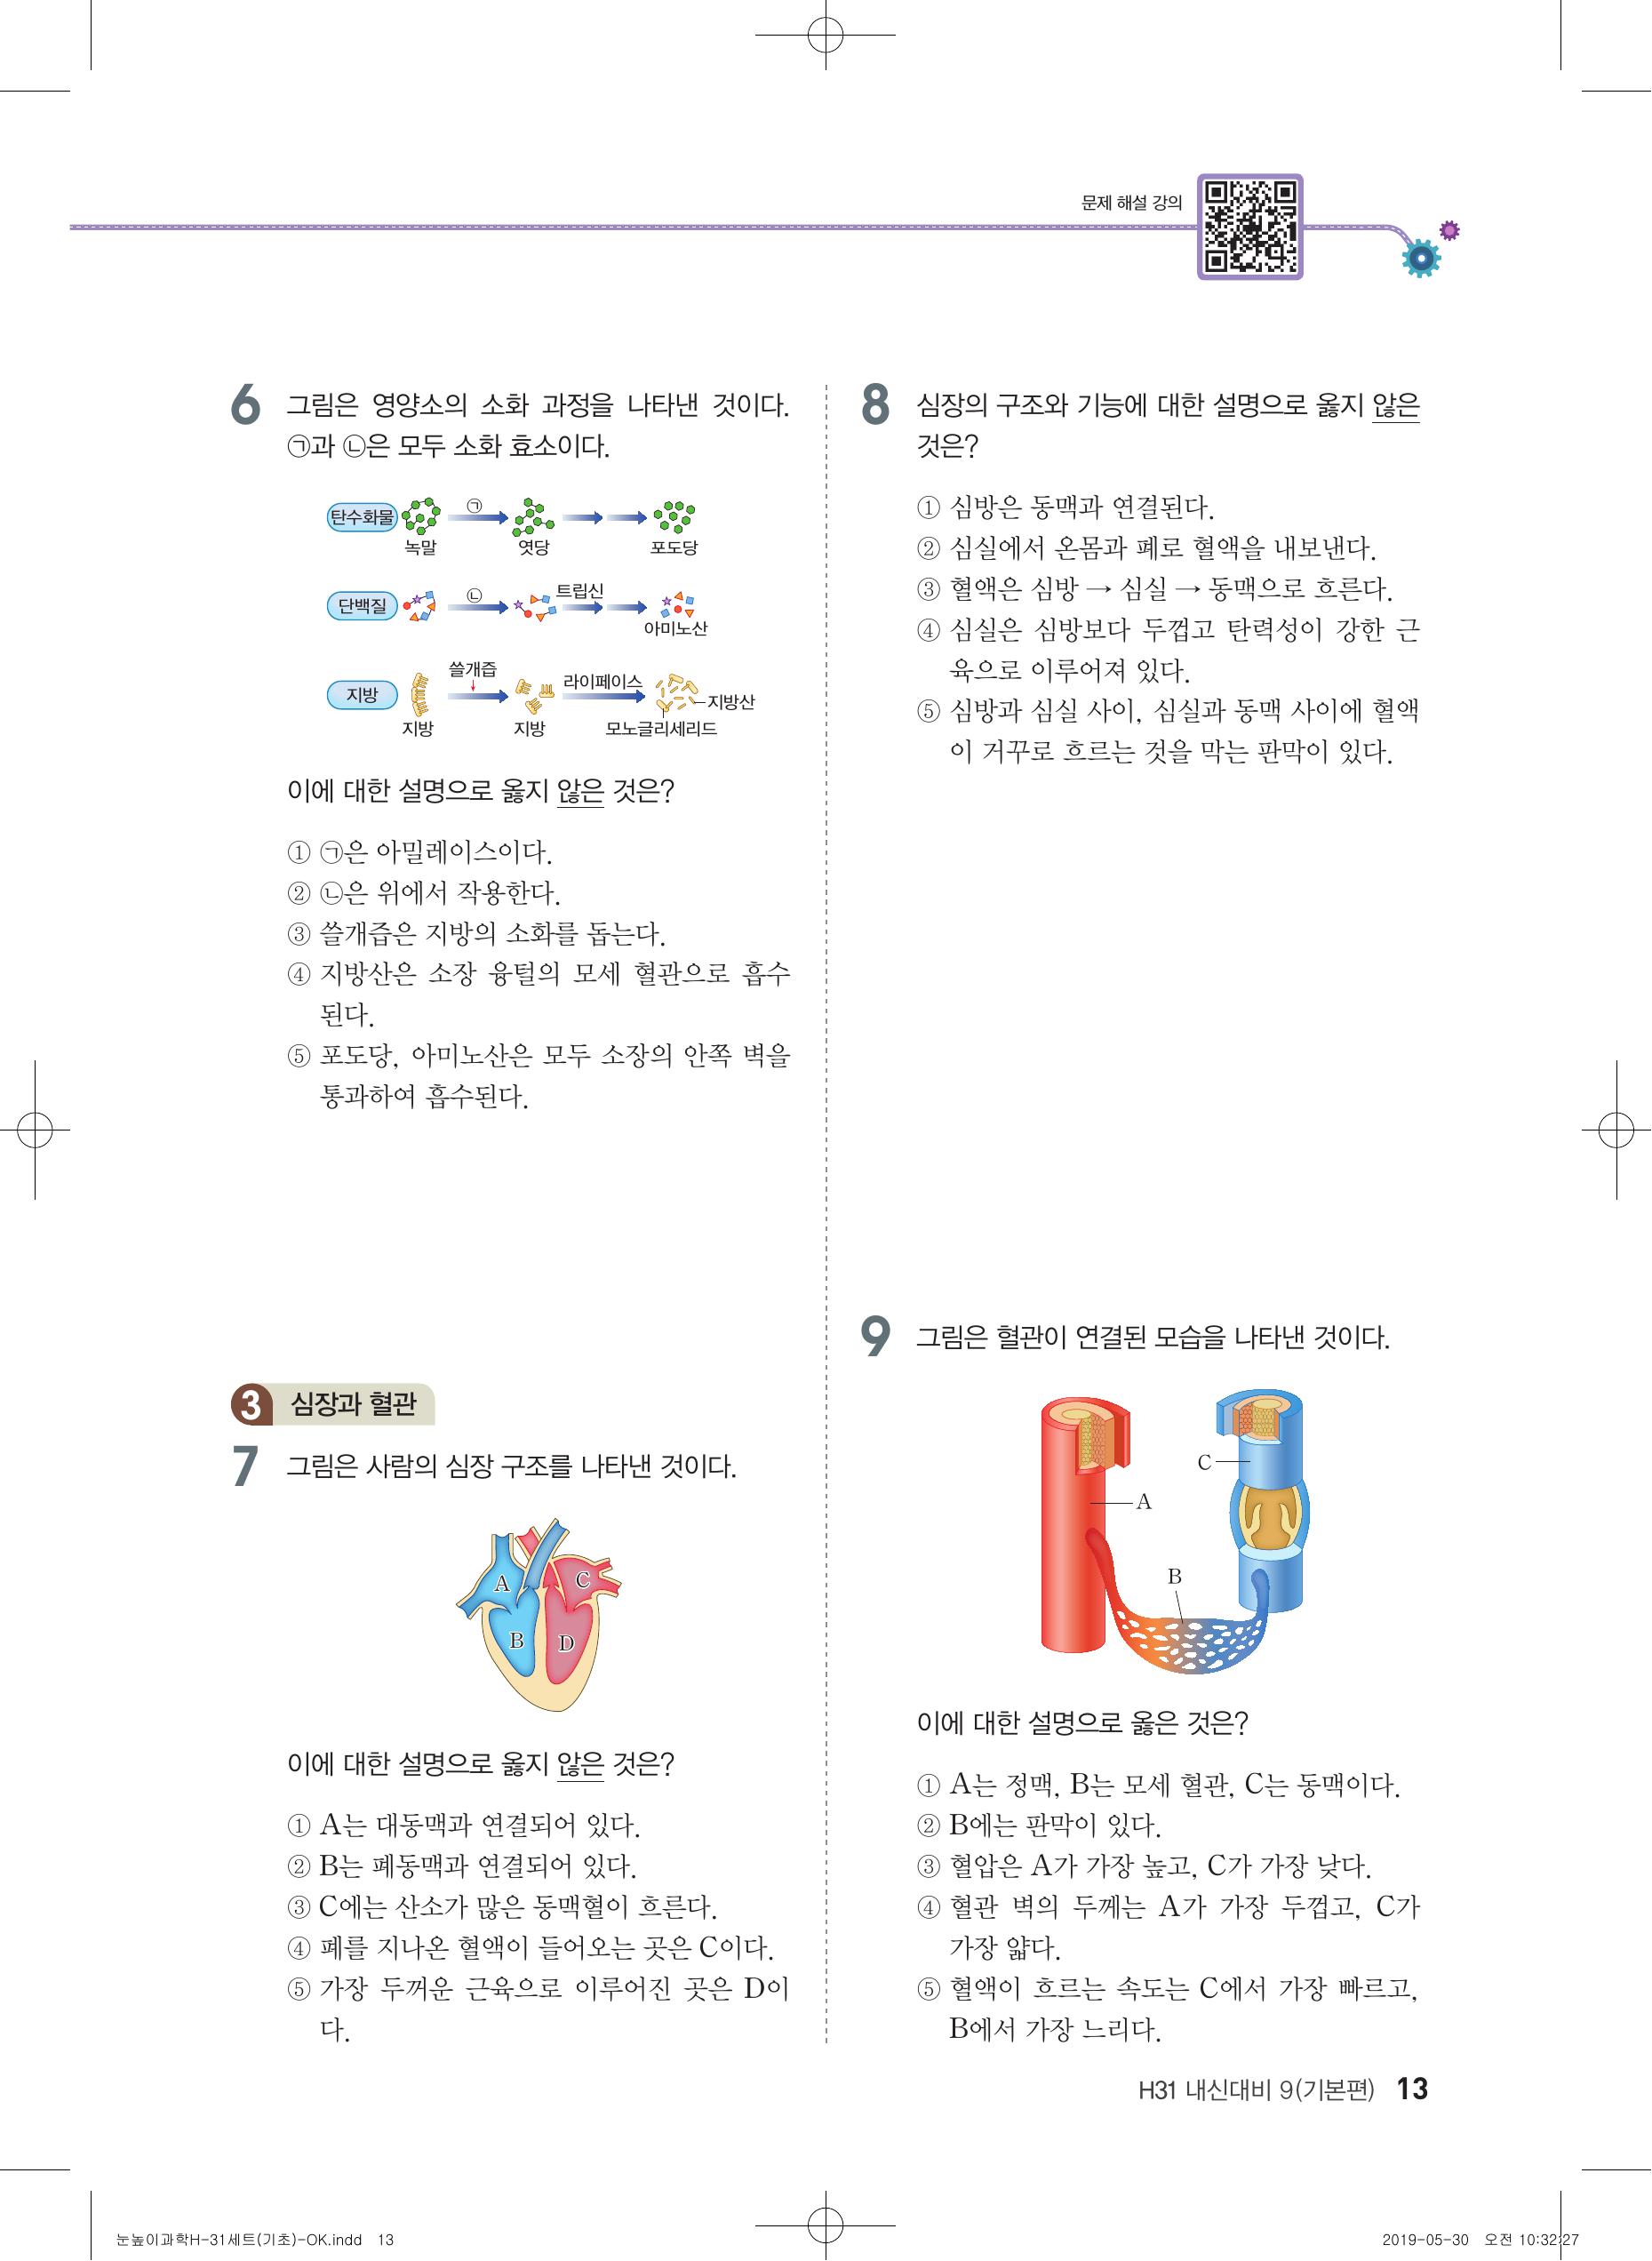 문제 해설 강의
6 그림은 영양소의 소화 과정을 나타낸 것이다.
㉠과 ㉡은 모두 소화 효소이다.
탄수화물 ㉠
녹말 엿당 포도당
단백질 ㉡ 트립신
아미노산
쓸개즙
지방 라이페이스
지방산
지방 지방 모노글리세리드
이에 대한 설명으로 옳지 않은 것은?
① ㉠은 아밀레이스이다.
② ㉡은 위에서 작용한다.
③ 쓸개즙은 지방의 소화를 돕는다.
④ 지방산은 소장 융털의 모세 혈관으로 흡수
된다.
⑤ 포도당, 아미노산은 모두 소장의 안쪽 벽을
통과하여 흡수된다.
3 심장과 혈관
7 그림은 사람의 심장 구조를 나타낸 것이다.
A C
B D
이에 대한 설명으로 옳지 않은 것은?
① A는 대동맥과 연결되어 있다.
② B는 폐동맥과 연결되어 있다.
③ C에는 산소가 많은 동맥혈이 흐른다.
④ 폐를 지나온 혈액이 들어오는 곳은 C이다.
⑤ 가장 두꺼운 근육으로 이루어진 곳은 D이
다.
8 심장의 구조와 기능에 대한 설명으로 옳지 않은
것은?
① 심방은 동맥과 연결된다.
② 심실에서 온몸과 폐로 혈액을 내보낸다.
③ 혈액은 심방 → 심실 → 동맥으로 흐른다.
④ 심실은 심방보다 두껍고 탄력성이 강한 근
육으로 이루어져 있다.
⑤ 심방과 심실 사이, 심실과 동맥 사이에 혈액
이 거꾸로 흐르는 것을 막는 판막이 있다.
9 그림은 혈관이 연결된 모습을 나타낸 것이다.
C
A
B
이에 대한 설명으로 옳은 것은?
① A는 정맥, B는 모세 혈관, C는 동맥이다.
② B에는 판막이 있다.
③ 혈압은 A가 가장 높고, C가 가장 낮다.
④ 혈관 벽의 두께는 A가 가장 두껍고, C가
가장 얇다.
⑤ 혈액이 흐르는 속도는 C에서 가장 빠르고,
B에서 가장 느리다.
H31 내신대비 9(기본편) 13
눈높이과학H-31세트(기초)-OK.indd 13
2019-05-30 오전 10:32:27